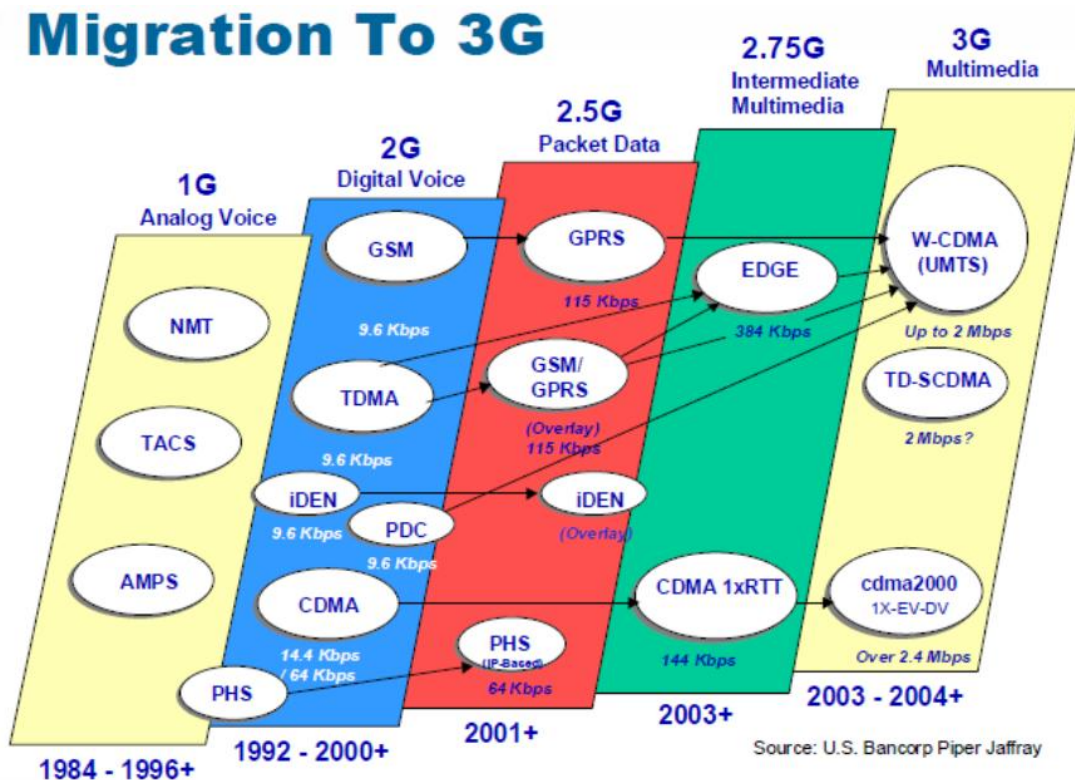 Migration To 3G
1G
Analog Voice
NMT
TACS
AMPS
PHS
1984 - 1996+
2G
Digital Voice
GSM
9.6 Kbps
TDMA
9.6 Kbps
iDEN
9.6 Kbps
PDC
9.6 Kbps
CDMA
14.4 Kbps
/ 64 Kbps
1992 - 2000+
2.5G
Packet Data
GPRS
115 Kbps
GSM/
GPRS
(Overlay)
115 Kbps
iDEN
(Overlay)
PHS
(IP-Based)
64 Kbps
2001+
2.75G
Intermediate
Multimedia
EDGE
384 Kbps
CDMA 1xRTT
144 Kbps
2003+
3G
Multimedia
W-CDMA
(UMTS)
Up to 2 Mbps
TD-SCDMA
2 Mbps?
cdma2000
1X-EV-DV
Over 2.4 Mbps
2003 - 2004+
Source: U.S. Bancorp Piper Jaffray